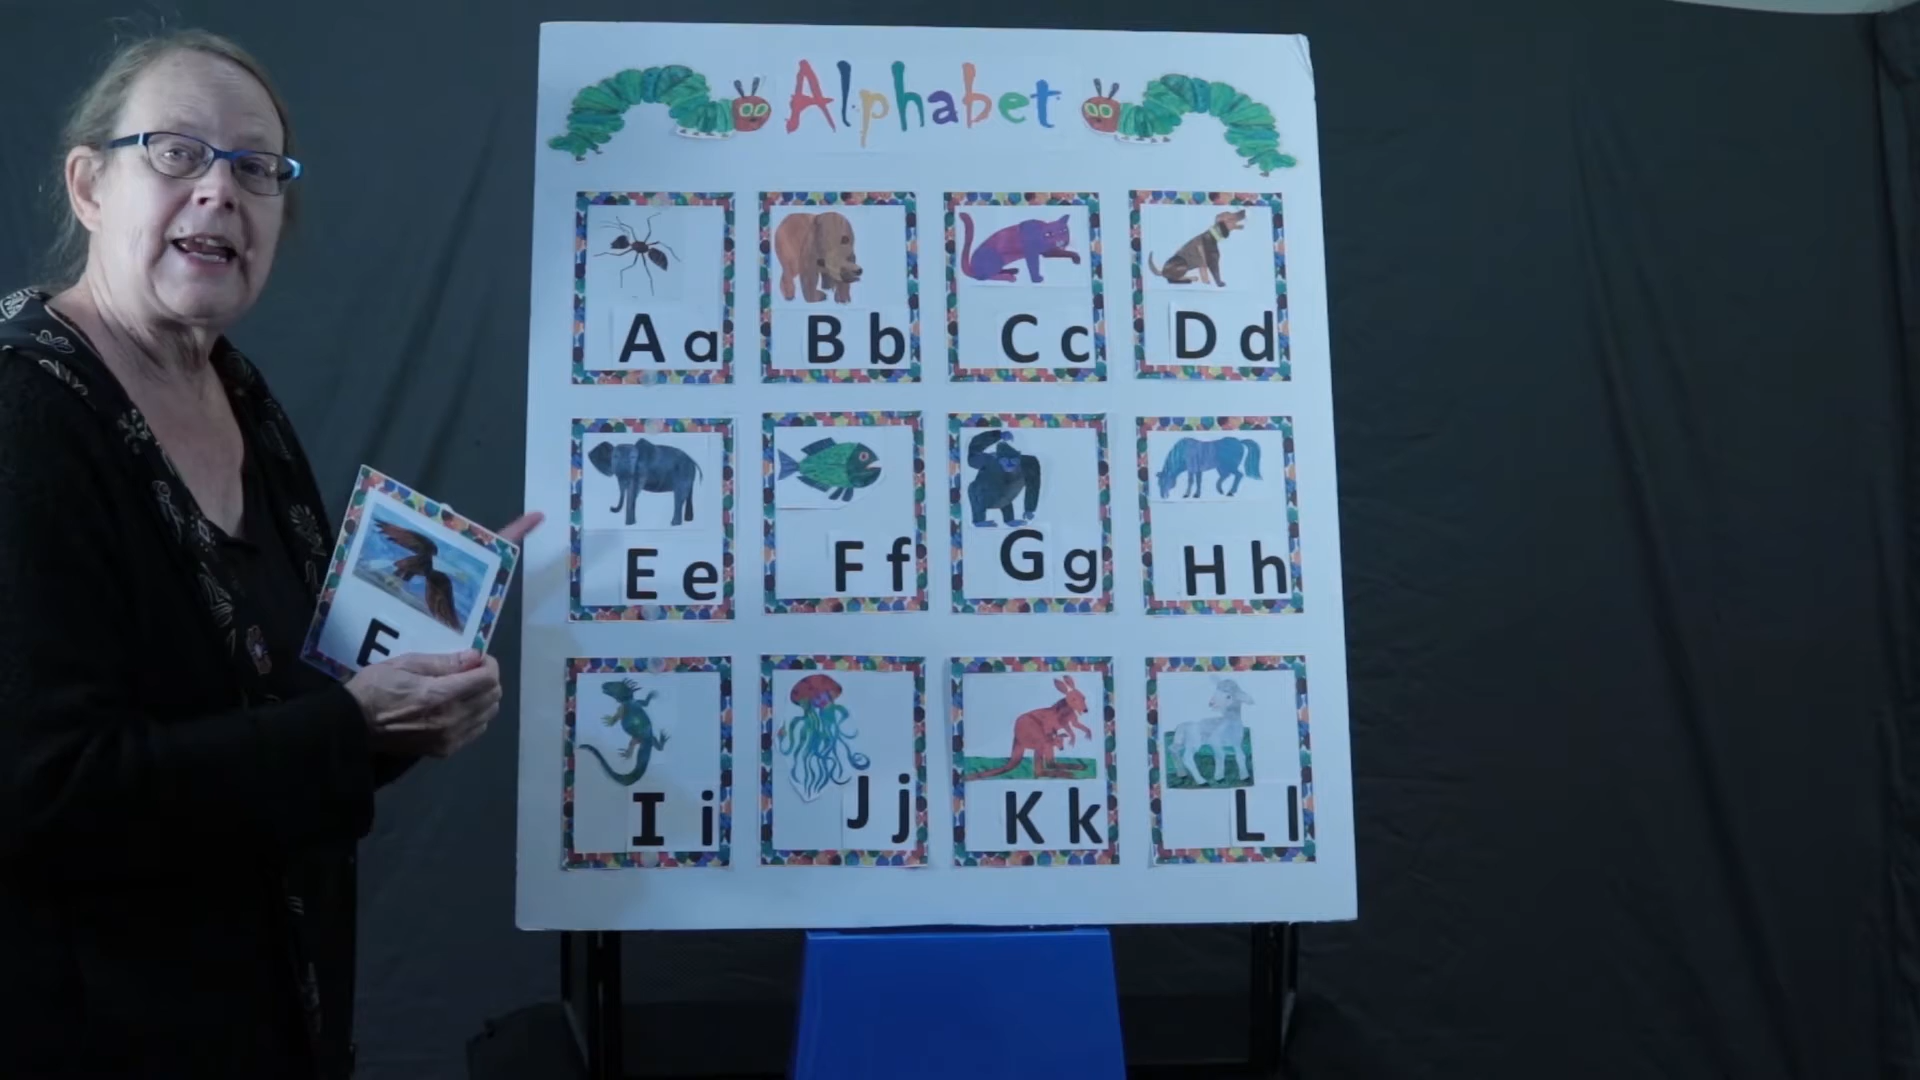 Alphabet
A a
B b
C c
D d
E e
F f
G g
H h
E
I i
J j
K k
L l